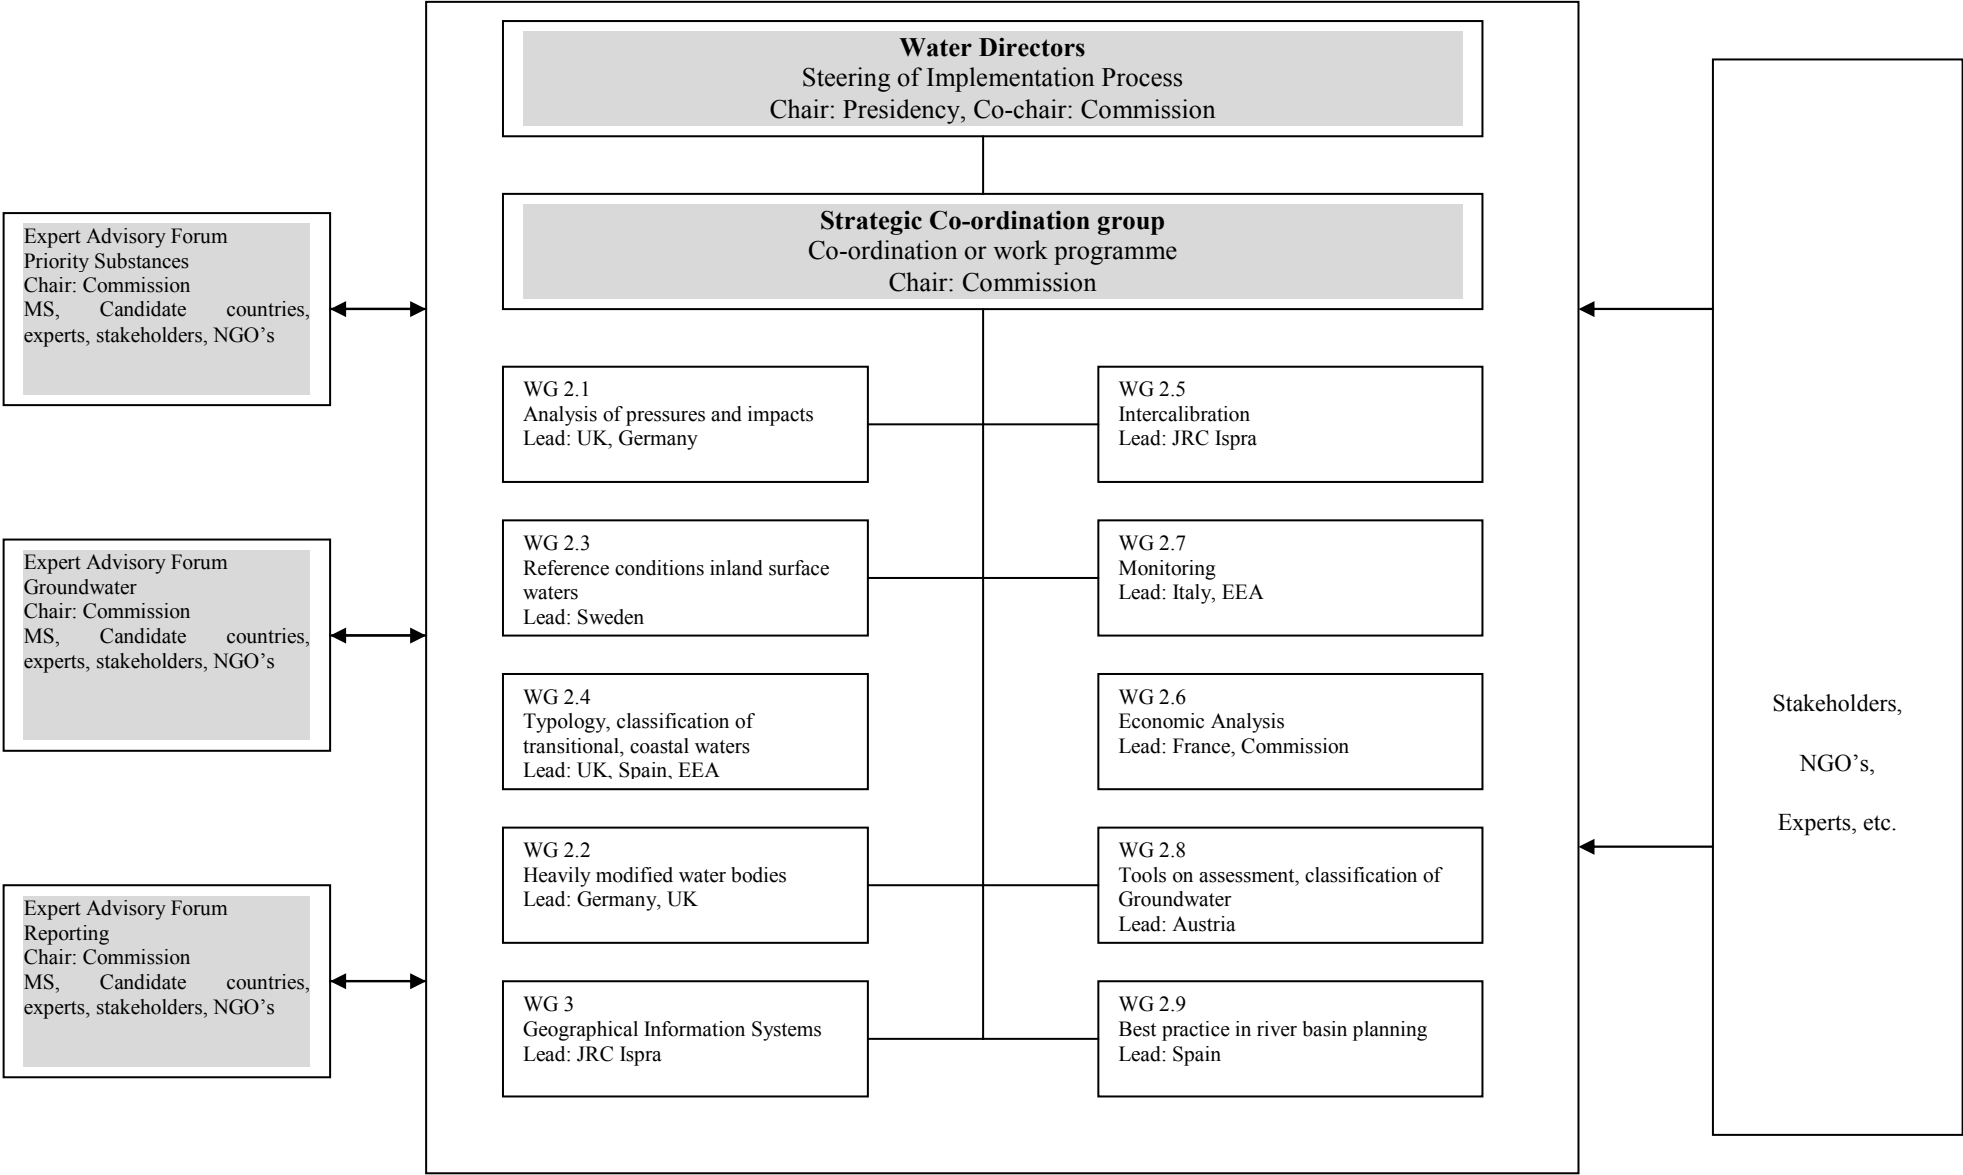 Water Directors
Steering of Implementation Process
Chair: Presidency, Co-chair: Commission
Strategic Co-ordination group
Co-ordination or work programme
Chair: Commission
Expert Advisory Forum
Priority Substances
Chair: Commission
MS, Candidate countries,
experts, stakeholders, NGO’s
Expert Advisory Forum
Groundwater
Chair: Commission
MS, Candidate countries,
experts, stakeholders, NGO’s
Expert Advisory Forum
Reporting
Chair: Commission
MS, Candidate countries,
experts, stakeholders, NGO’s
WG 2.1
Analysis of pressures and impacts
Lead: UK, Germany
WG 2.5
Intercalibration
Lead: JRC Ispra
WG 2.3
Reference conditions inland surface
waters
Lead: Sweden
WG 2.7
Monitoring
Lead: Italy, EEA
WG 2.4
Typology, classification of
transitional, coastal waters
Lead: UK, Spain, EEA
WG 2.6
Economic Analysis
Lead: France, Commission
WG 2.2
Heavily modified water bodies
Lead: Germany, UK
WG 2.8
Tools on assessment, classification of
Groundwater
Lead: Austria
WG 3
Geographical Information Systems
Lead: JRC Ispra
WG 2.9
Best practice in river basin planning
Lead: Spain
Stakeholders,
NGO’s,
Experts, etc.